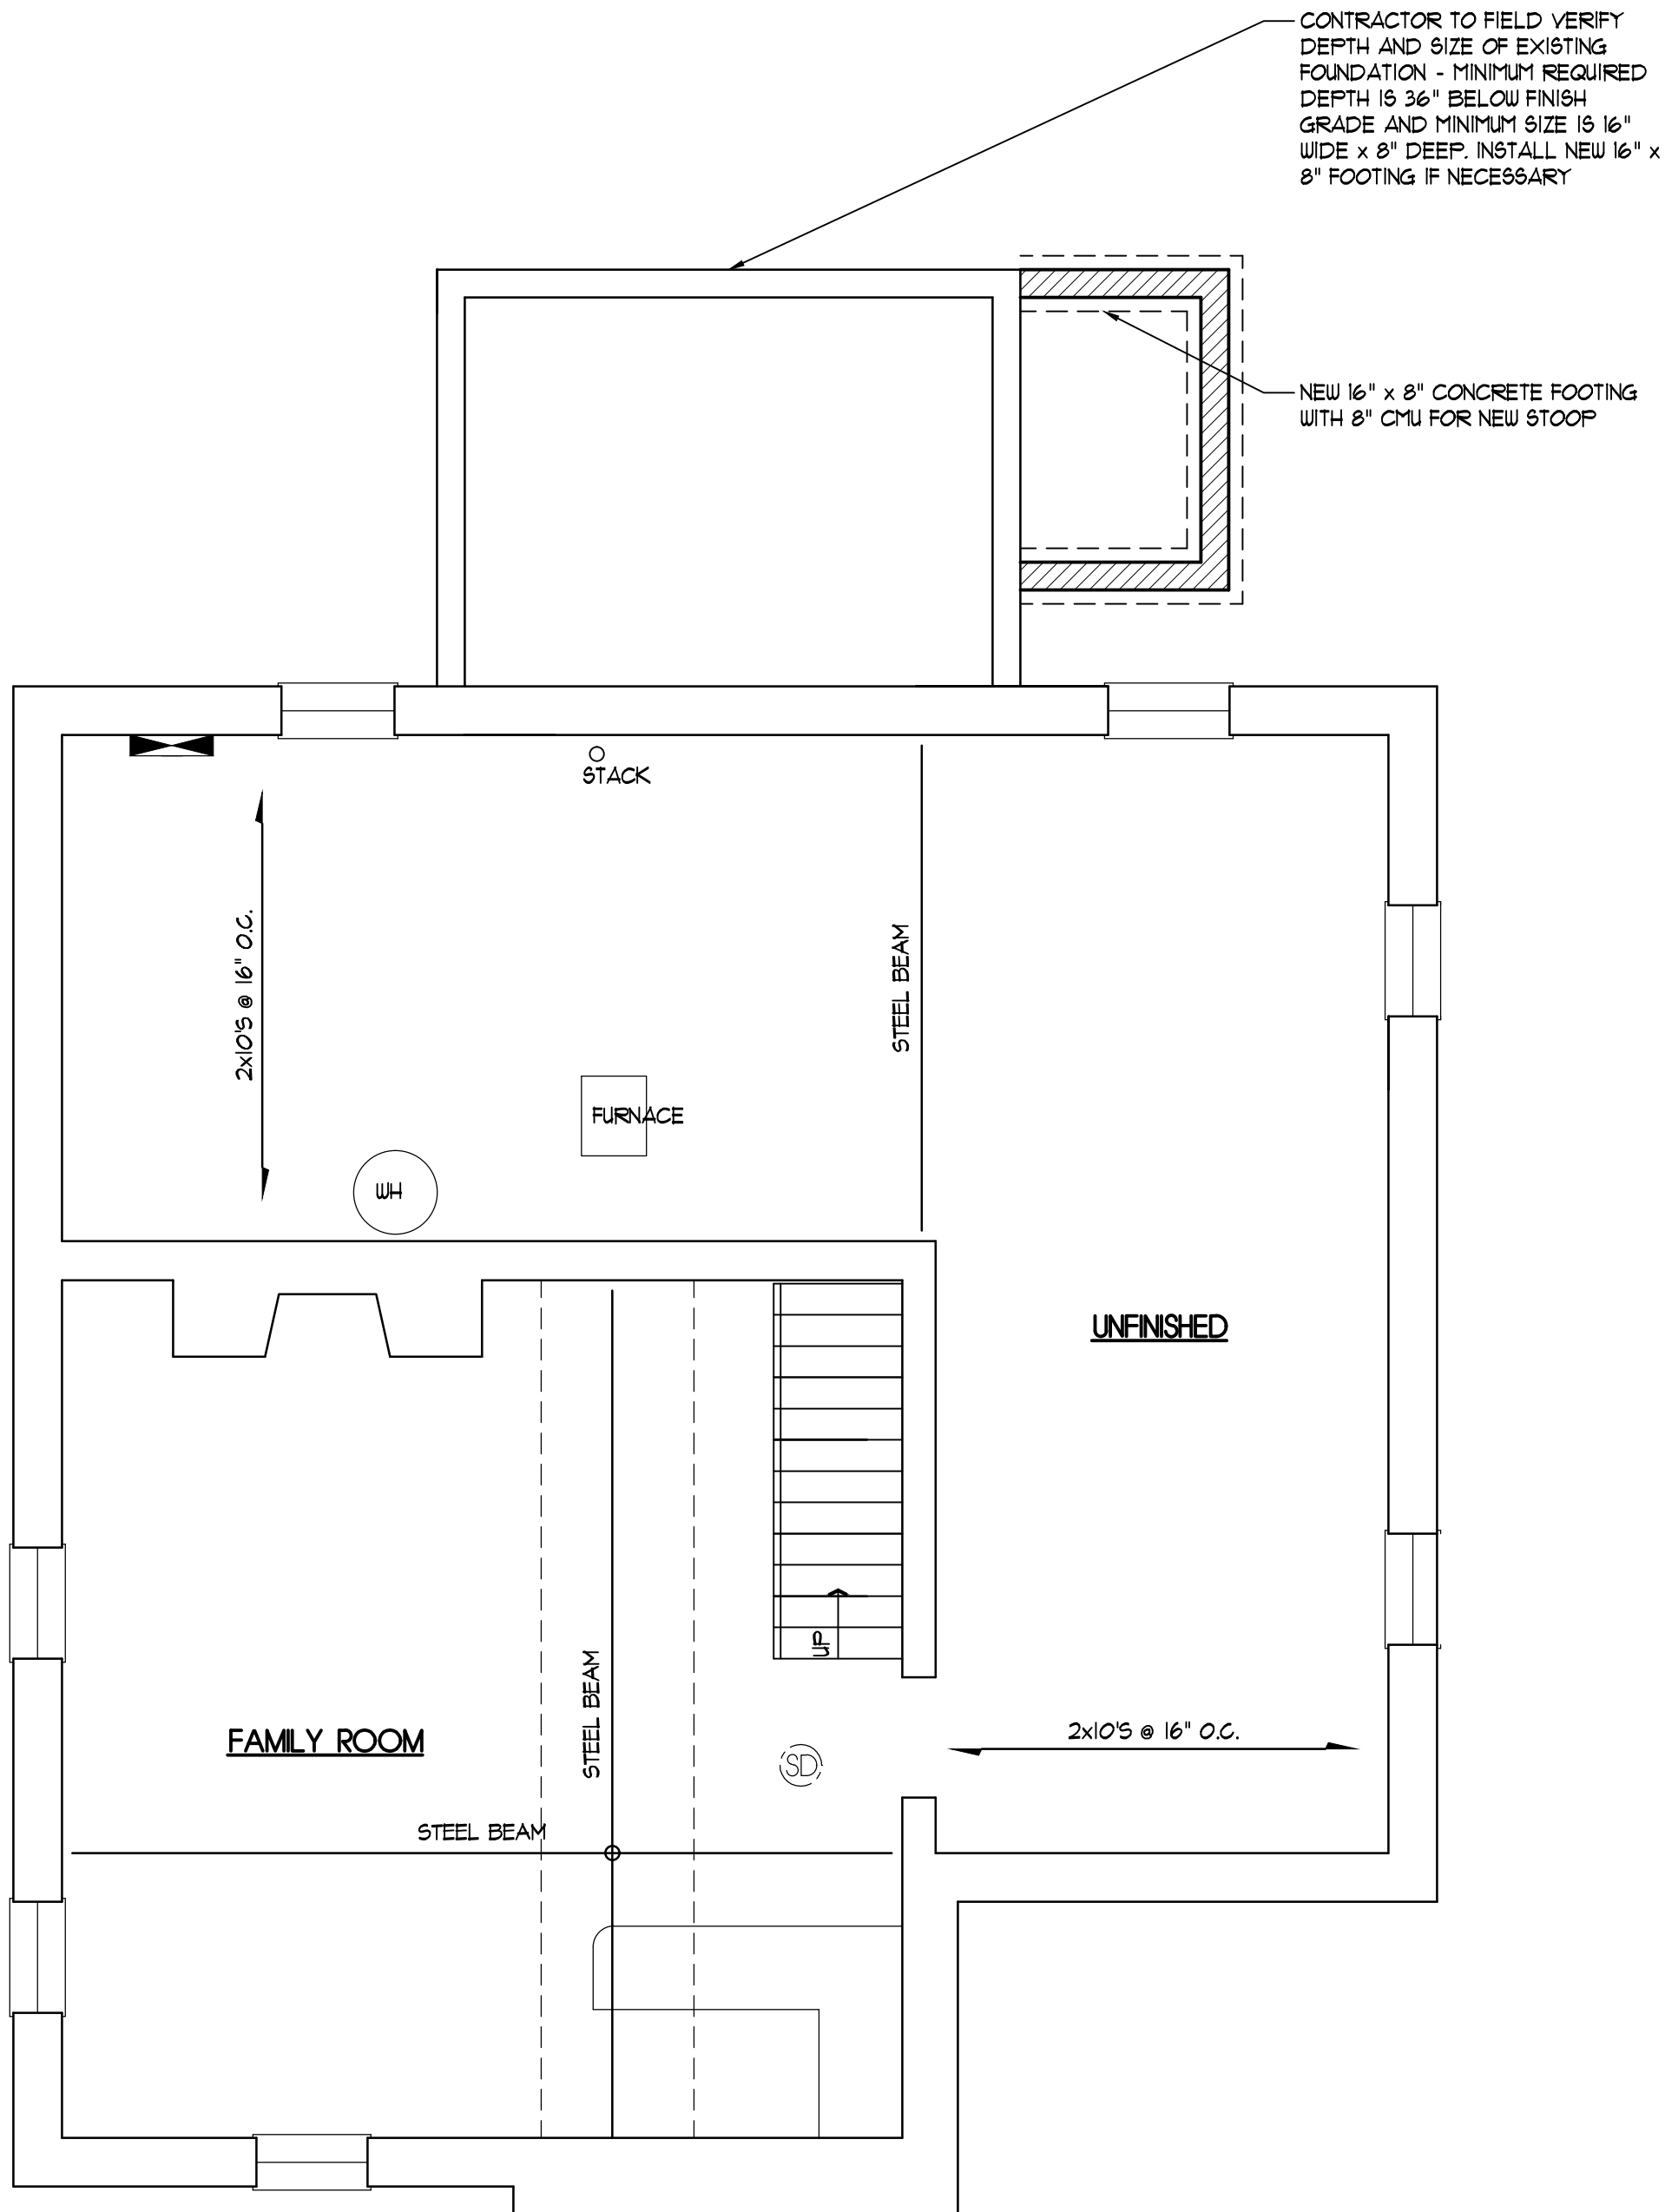 CONTRACTOR TO FIELD VERIFY
DEPTH AND SIZE OF EXISTING
FOUNDATION - MINIMUM REQUIRED
DEPTH IS 36" BELOW FINISH
GRADE AND MINIMUM SIZE IS 16"
WIDE x 8" DEEP. INSTALL NEW 16" x
8" FOOTING IF NECESSARY
NEW 16" x 8" CONCRETE FOOTING
WITH 8" CMU FOR NEW STOOP
STACK
2x10'S @ 16" O.C.
STEEL BEAM
FURNACE
WH
UNFINISHED
UP
STEEL BEAM
FAMILY ROOM
2x10'S @ 16" O.C.
SD
STEEL BEAM